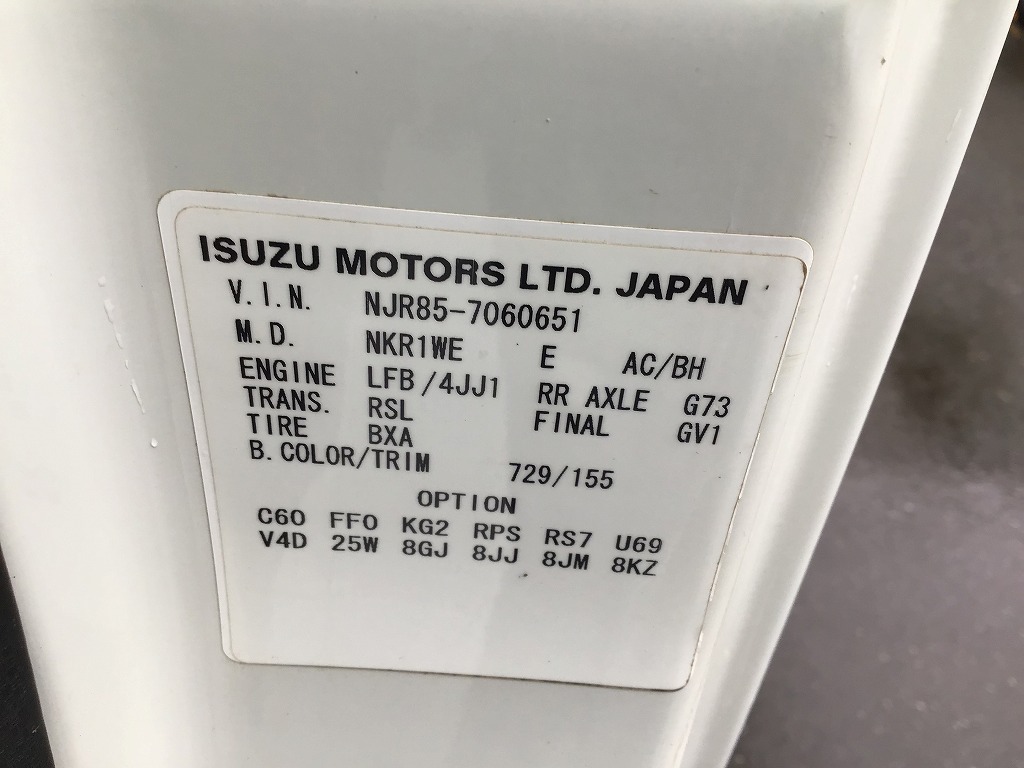 ISUZU MOTORS LTD. JAPAN
V.I.N. NJR85-7060651
M.D. NKR1WE E AC/BH
ENGINE LFB/4JJ1 RR AXLE G73
TRANS. RSL FINAL GV1
TIRE BXA
B.COLOR/TRIM 729/155
OPTION
C60 FF0 KG2 RPS RS7 U69
V4D 25W 8GJ 8JJ 8JM 8KZ